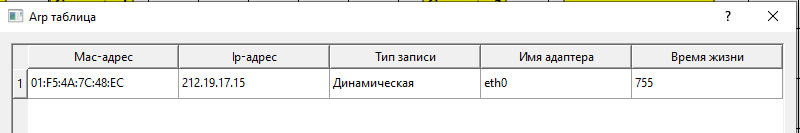 Arp таблица
Mac-адрес Ip-адрес Тип записи Имя адаптера Время жизни
1 01:F5:4A:7C:48:EC 212.19.17.15 Динамическая eth0 755